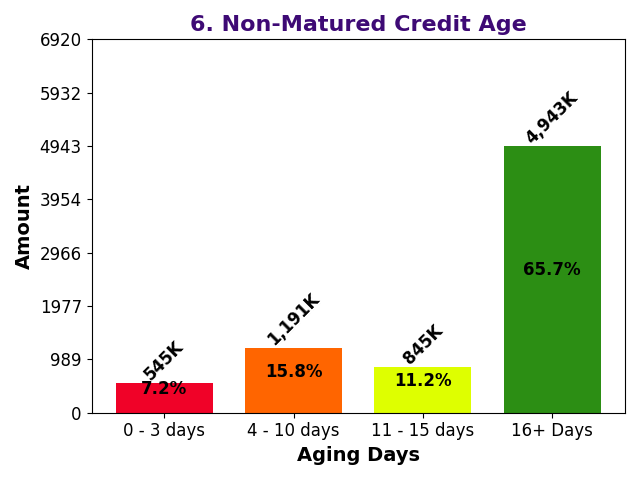 6. Non-Matured Credit Age
Amount
6920
5932
4943
3954
2966
1977
989
0
545K
7.2%
1,191K
15.8%
845K
11.2%
4,943K
65.7%
0 - 3 days
4 - 10 days
11 - 15 days
16+ Days
Aging Days